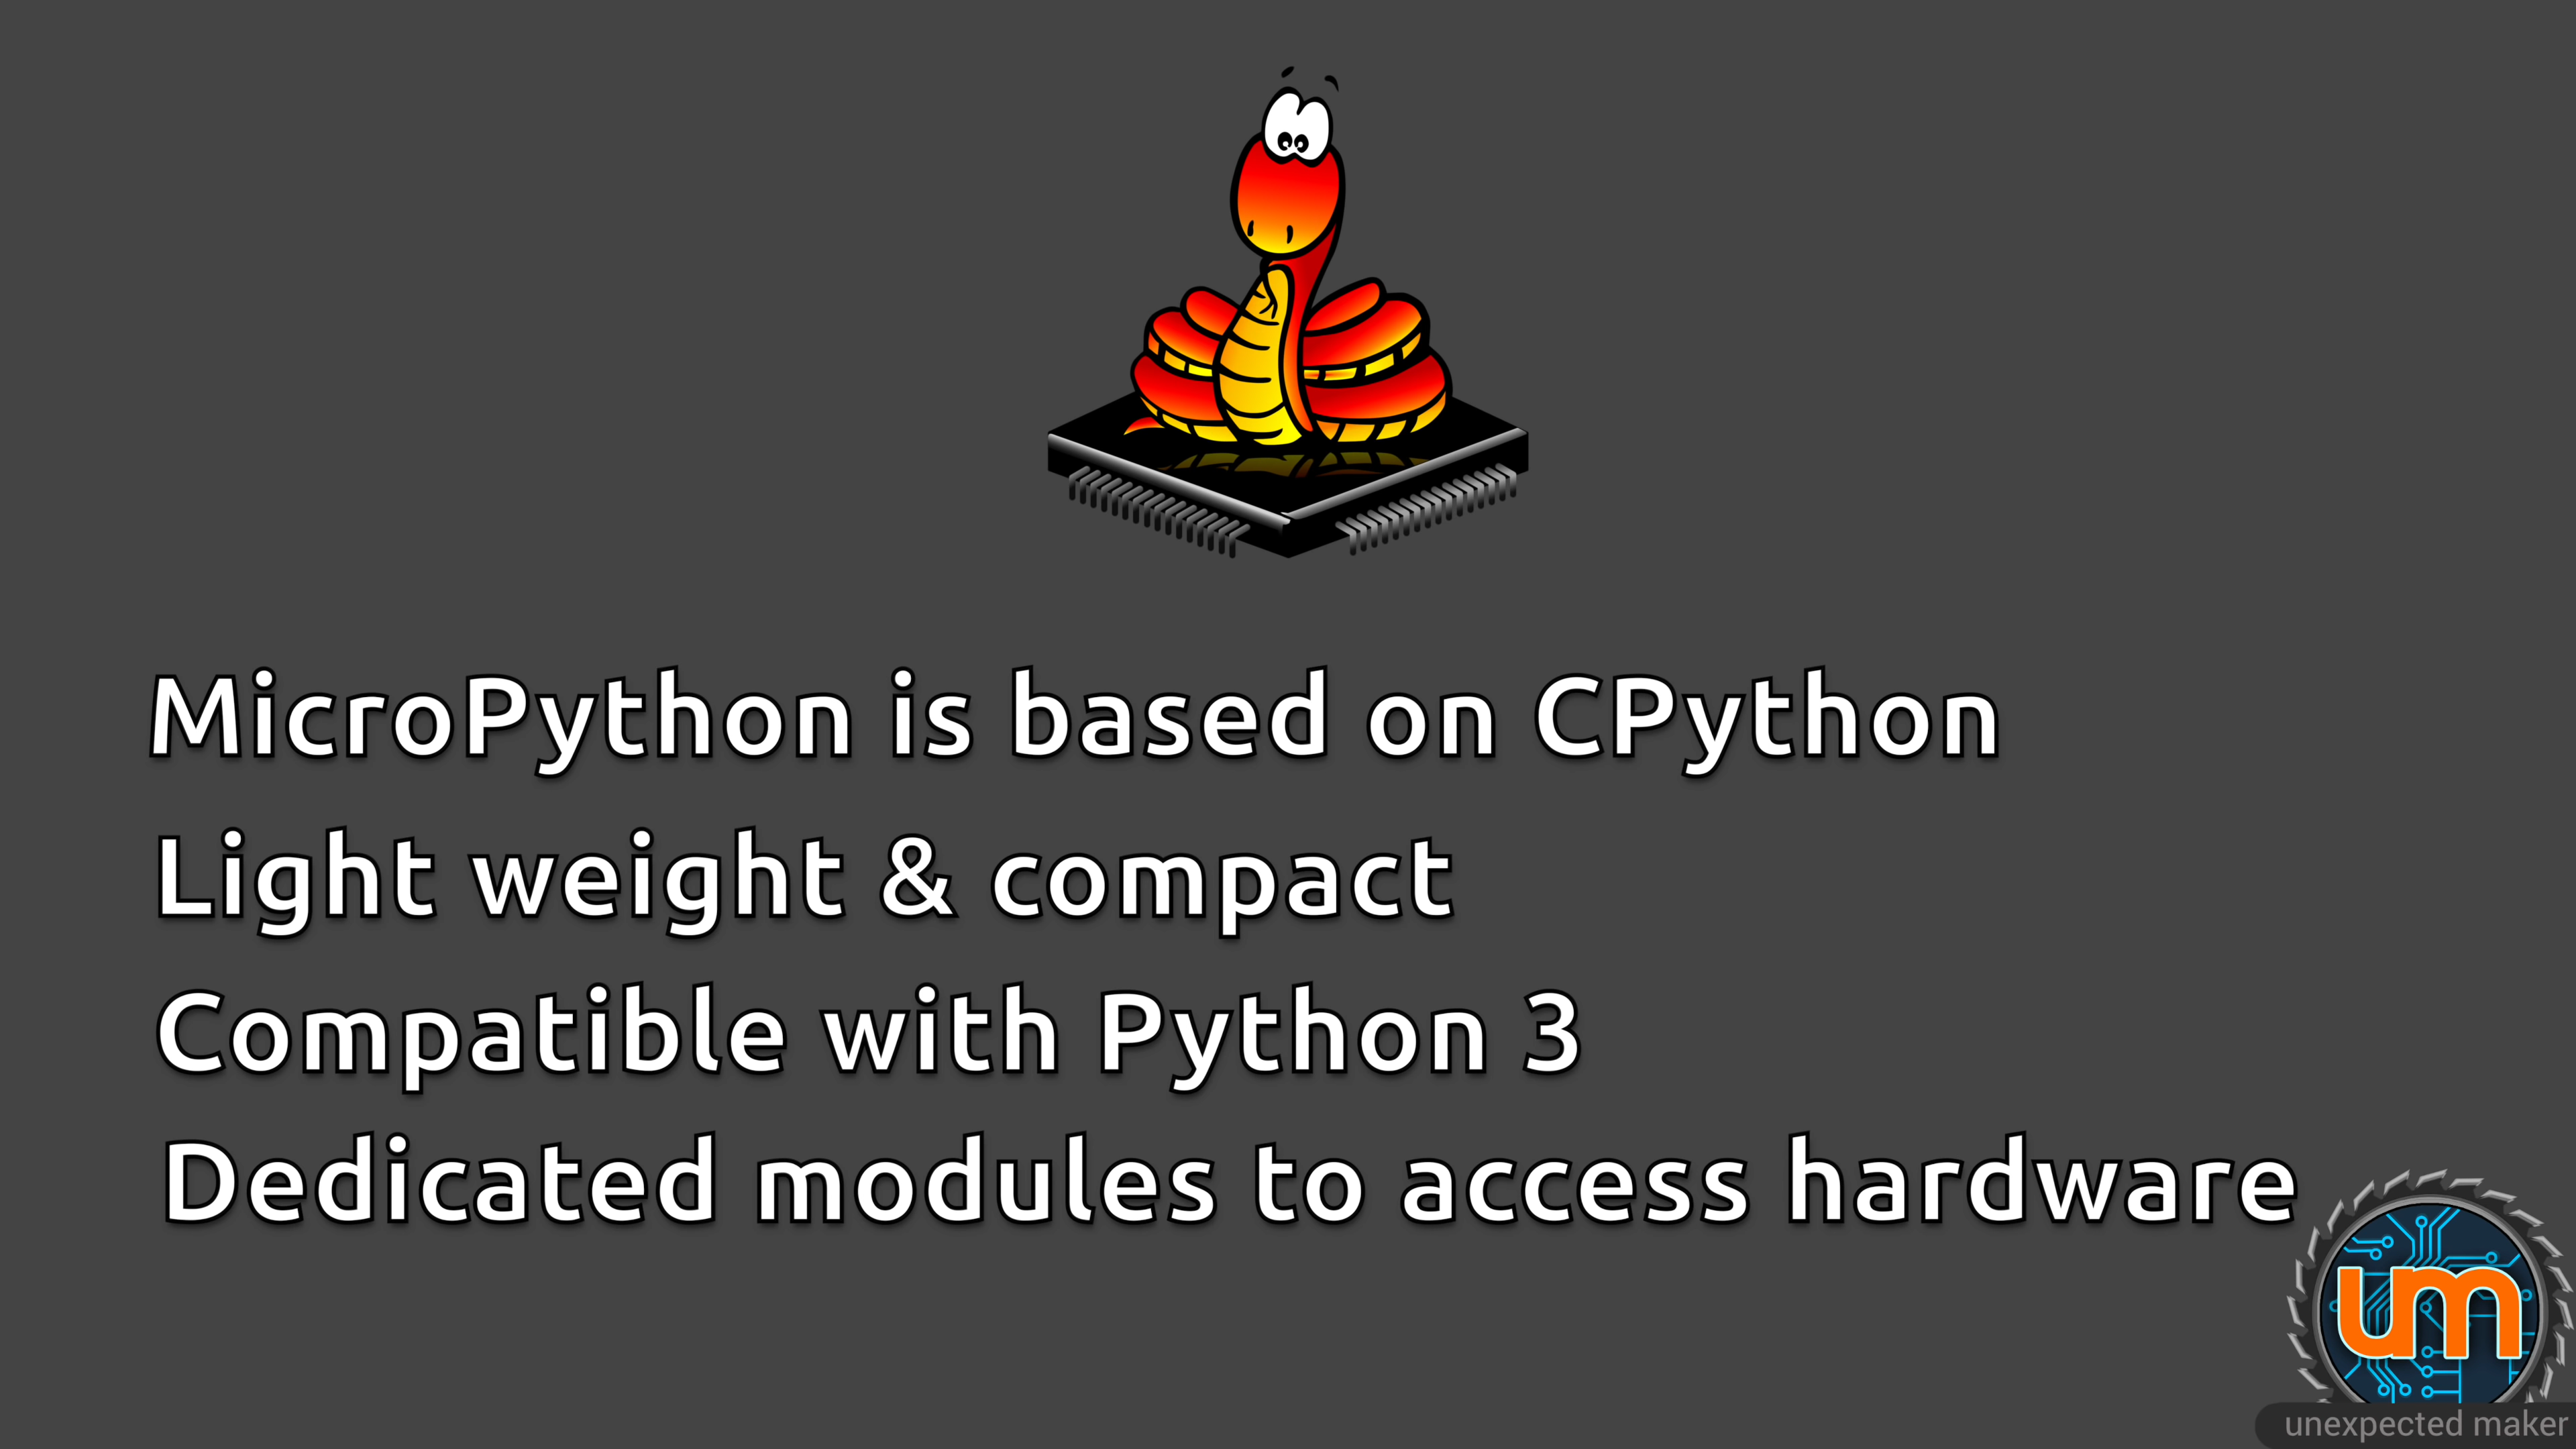 MicroPython is based on CPython
Light weight & compact
Compatible with Python 3
Dedicated modules to access hardware
um
unexpected maker